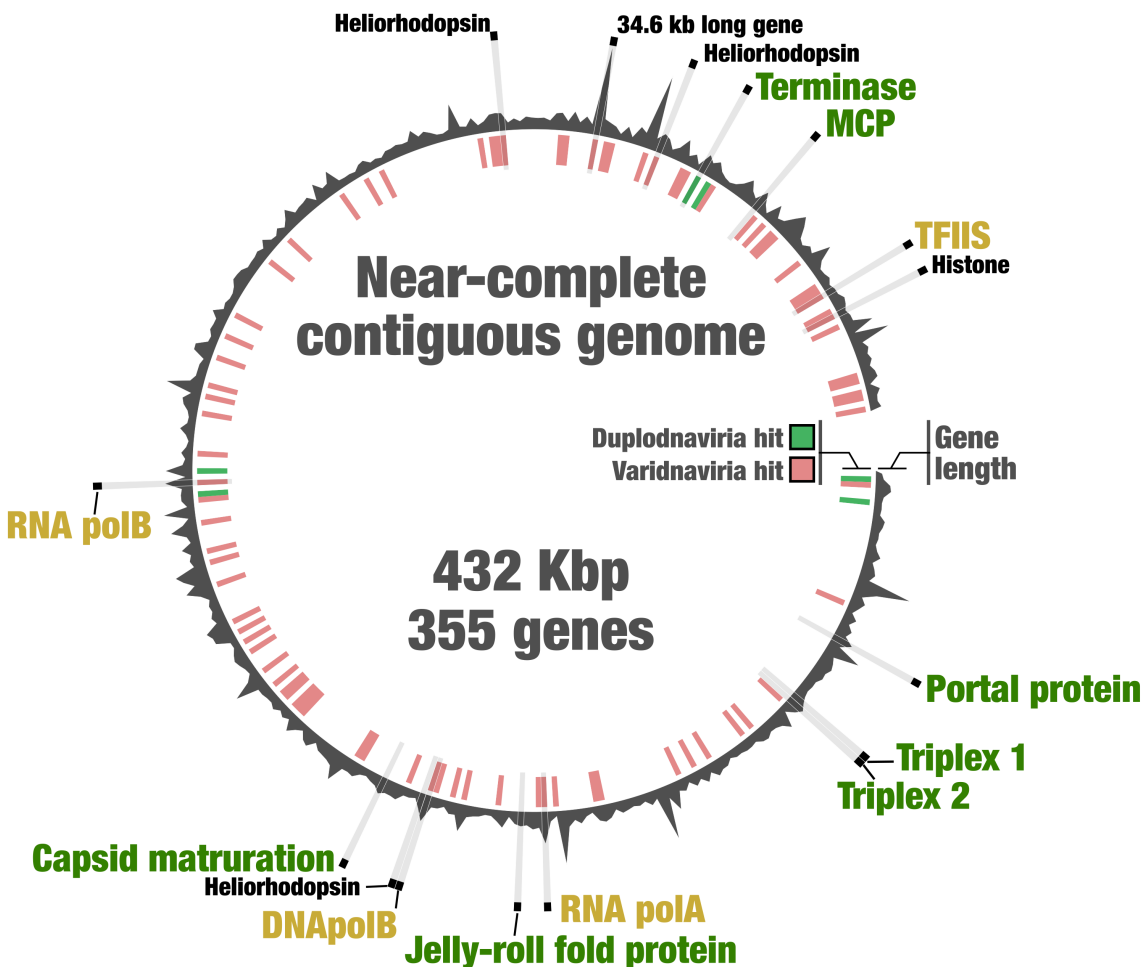 Heliorhodopsin
34.6 kb long gene
Heliorhodopsin
Terminase
MCP
TFIIS
Histone
Near-complete
contiguous genome
Duplodnaviria hit
Varidnaviria hit
Gene
length
RNA polB
432 Kbp
355 genes
Portal protein
Triplex 1
Triplex 2
Capsid matruration
Heliorhodopsin
DNApolB
RNA polA
Jelly-roll fold protein